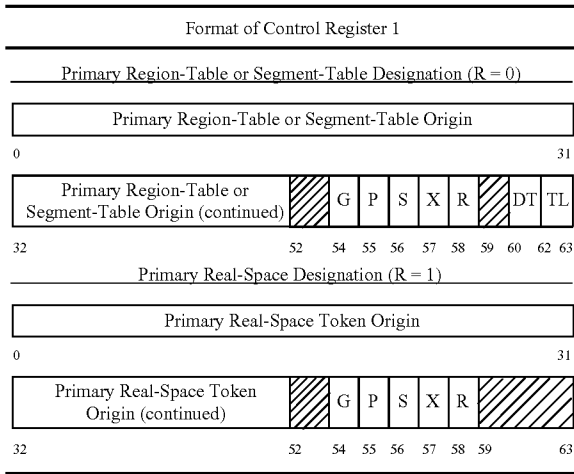 Format of Control Register 1
Primary Region-Table or Segment-Table Designation (R = 0)
Primary Region-Table or Segment-Table Origin
0 31
Primary Region-Table or
Segment-Table Origin (continued)
G P S X R DT TL
32 52 54 55 56 57 58 59 60 62 63
Primary Real-Space Designation (R = 1)
Primary Real-Space Token Origin
0 31
Primary Real-Space Token
Origin (continued)
G P S X R
32 52 54 55 56 57 58 59 63